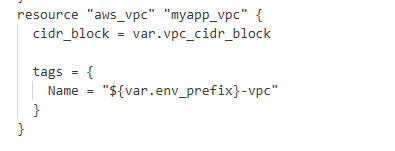 resource "aws_vpc" "myapp_vpc" {
  cidr_block = var.vpc_cidr_block

  tags = {
    Name = "${var.env_prefix}-vpc"
  }
}